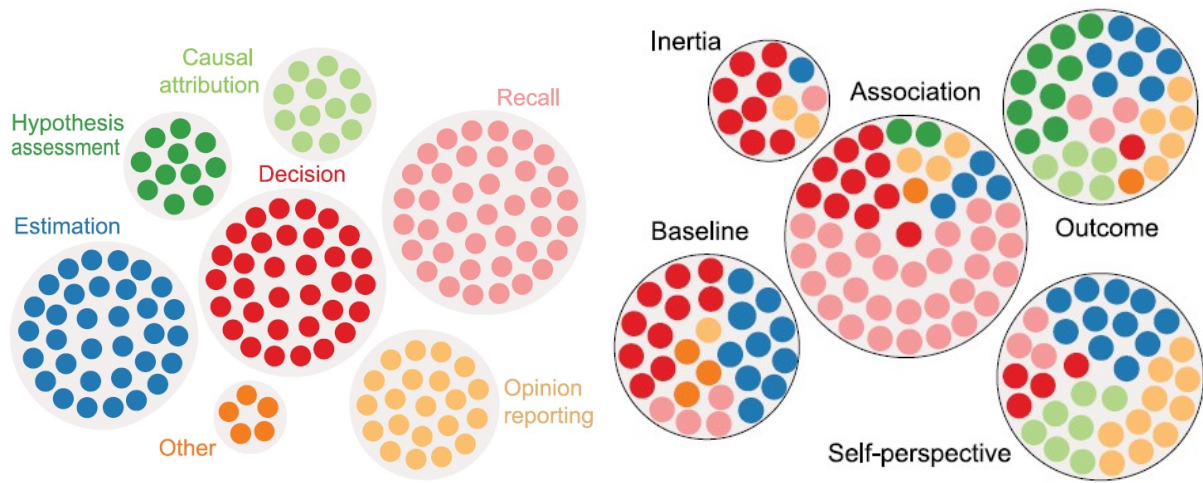 Causal
attribution
Recall
Hypothesis
assessment
Decision
Estimation
Opinion
reporting
Other
Inertia
Association
Baseline
Outcome
Self-perspective